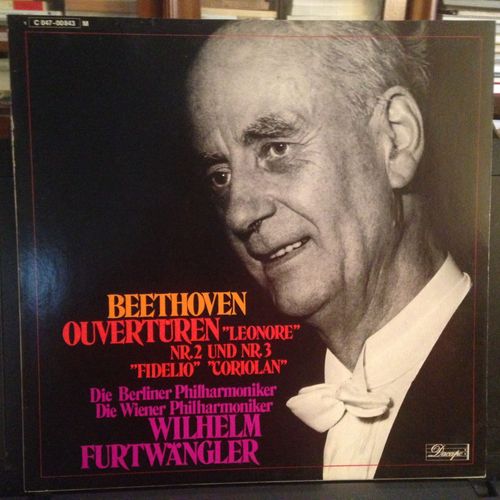 C 047-00843 M
BEETHOVEN
OUVERTÜREN "LEONORE"
NR.2 UND NR.3
"FIDELIO" "CORIOLAN"
Die Berliner Philharmoniker
Die Wiener Philharmoniker
WILHELM
FURTWÄNGLER
Dacapo